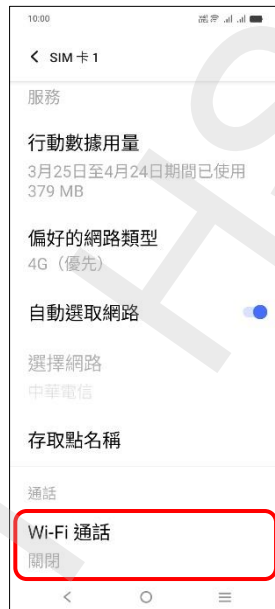 10:00
SIM 卡 1
服務
行動數據用量
3月25日至4月24日期間已使用
379 MB
偏好的網路類型
4G（優先）
自動選取網路
選擇網路
中華電信
存取點名稱
通話
Wi-Fi 通話
關閉